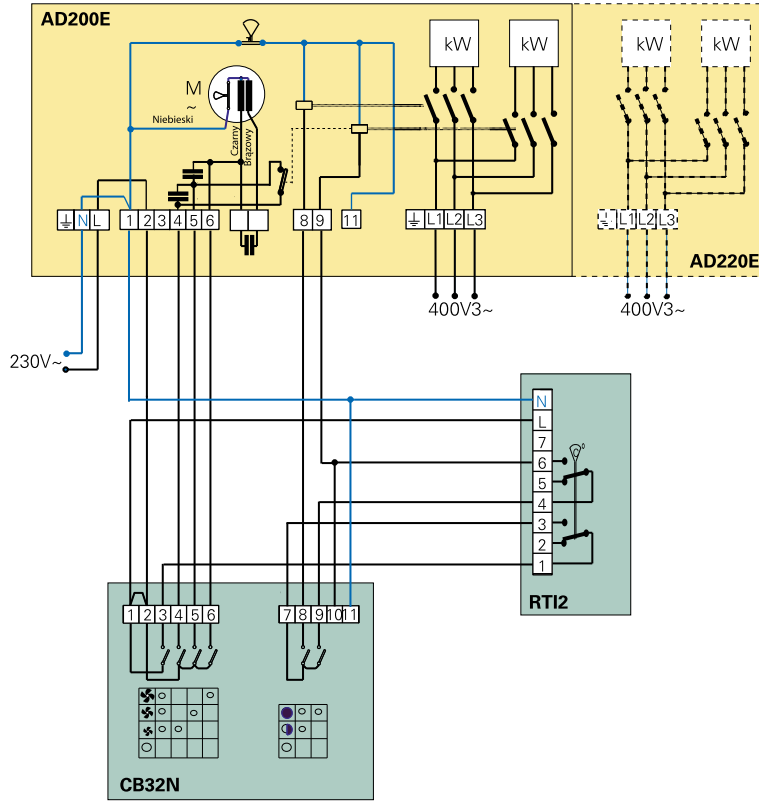 AD200E
kW kW
kW kW
M
~
Niebieski
Czarny
Brązowy
N L
1 2 3 4 5 6
8 9
11
L1 L2 L3
L1 L2 L3
AD220E
400V3~
400V3~
230V~
N
L
7
6
5
4
3
2
1
RTI2
1 2 3 4 5 6
7 8 9 10 11
CB32N